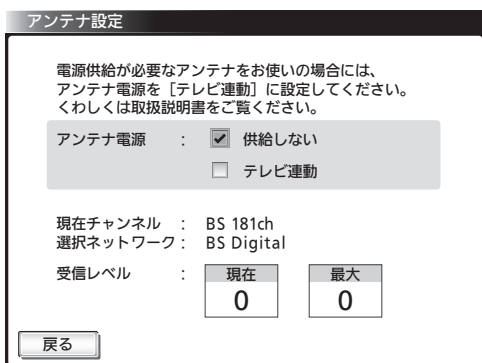 アンテナ設定
電源供給が必要なアンテナをお使いの場合には、
アンテナ電源を［テレビ連動］に設定してください。
くわしくは取扱説明書をご覧ください。
アンテナ電源 : 供給しない
テレビ連動
現在チャンネル : BS 181ch
選択ネットワーク : BS Digital
受信レベル : 現在 最大
0 0
戻る